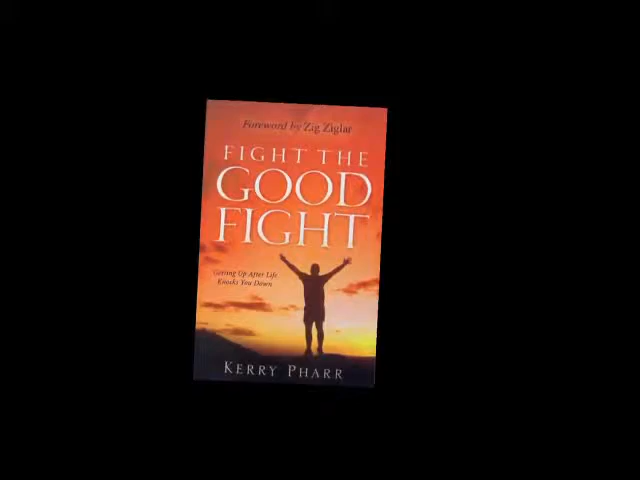 Foreword by Zig Ziglar
FIGHT THE
GOOD
FIGHT
Getting Up After Life
Knocks You Down
KERRY PHARR